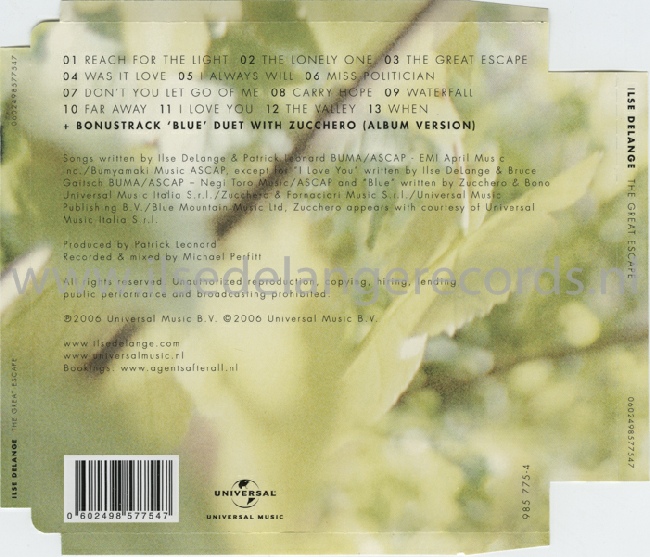 01 REACH FOR THE LIGHT 02 THE LONELY ONE 03 THE GREAT ESCAPE
04 WAS IT LOVE 05 I ALWAYS WILL 06 MISS POLITICIAN
07 DON'T YOU LET GO OF ME 08 CARRY HOPE 09 WATERFALL
10 FAR AWAY 11 I LOVE YOU 12 THE VALLEY 13 WHEN
+ BONUSTRACK 'BLUE' DUET WITH ZUCCHERO (ALBUM VERSION)
Songs written by Ilse DeLange & Patrick Leonard BUMA/ASCAP - EMI April Music
Inc./Bumyamaki Music ASCAP, except for "I Love You" written by Ilse DeLange & Bruce
Gaitsch BUMA/ASCAP – Negi Toro Music/ASCAP and "Blue" written by Zucchero & Bono
Universal Music Italia S.r.l./Zucchero & Fornaciari Music S.r.l./Universal Music
Publishing B.V./Blue Mountain Music Ltd, Zucchero appears with courtesy of Universal
Music Italia S.r.l.
Produced by Patrick Leonard
Recorded & mixed by Michael Perfitt
All rights reserved. Unauthorized reproduction, copying, hiring, lending
public performance and broadcasting prohibited.
℗2006 Universal Music B.V. ©2006 Universal Music B.V.
www.ilsedelange.com
www.universalmusic.nl
Bookings: www.agentsafterall.nl
0 602498 577547
UNIVERSAL
UNIVERSAL MUSIC
985 775-4
ILSE DELANGE THE GREAT ESCAPE
0602498577547
ILSE DELANGE THE GREAT ESCAPE
0602498577547
www.ilsedelangerecords.nl